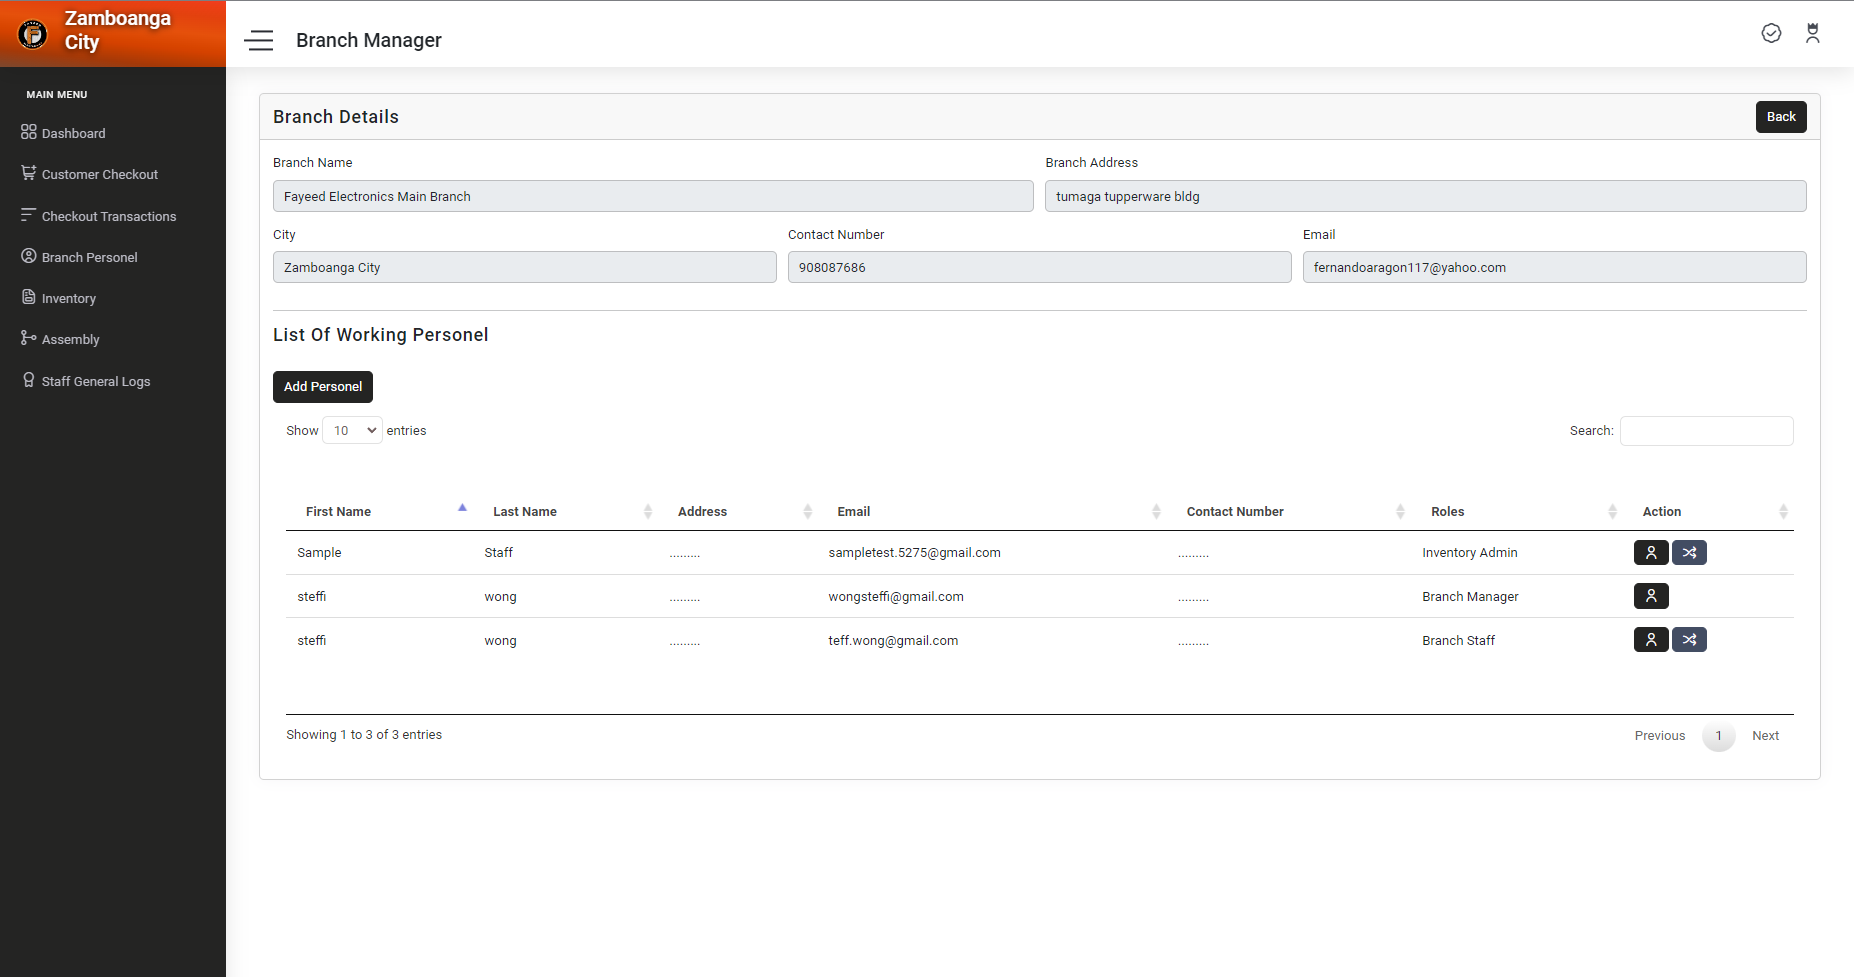 Zamboanga
City
Branch Manager
MAIN MENU
Dashboard
Customer Checkout
Checkout Transactions
Branch Personel
Inventory
Assembly
Staff General Logs
Branch Details
Back
Branch Name
Branch Address
Fayeed Electronics Main Branch
tumaga tupperware bldg
City
Contact Number
Email
Zamboanga City
908087686
fernandoaragon117@yahoo.com
List Of Working Personel
Add Personel
Show 10 entries
Search:
First Name Last Name Address Email Contact Number Roles Action
Sample Staff ......... sampletest.5275@gmail.com ......... Inventory Admin
steffi wong ......... wongsteffi@gmail.com ......... Branch Manager
steffi wong ......... teff.wong@gmail.com ......... Branch Staff
Showing 1 to 3 of 3 entries
Previous 1 Next